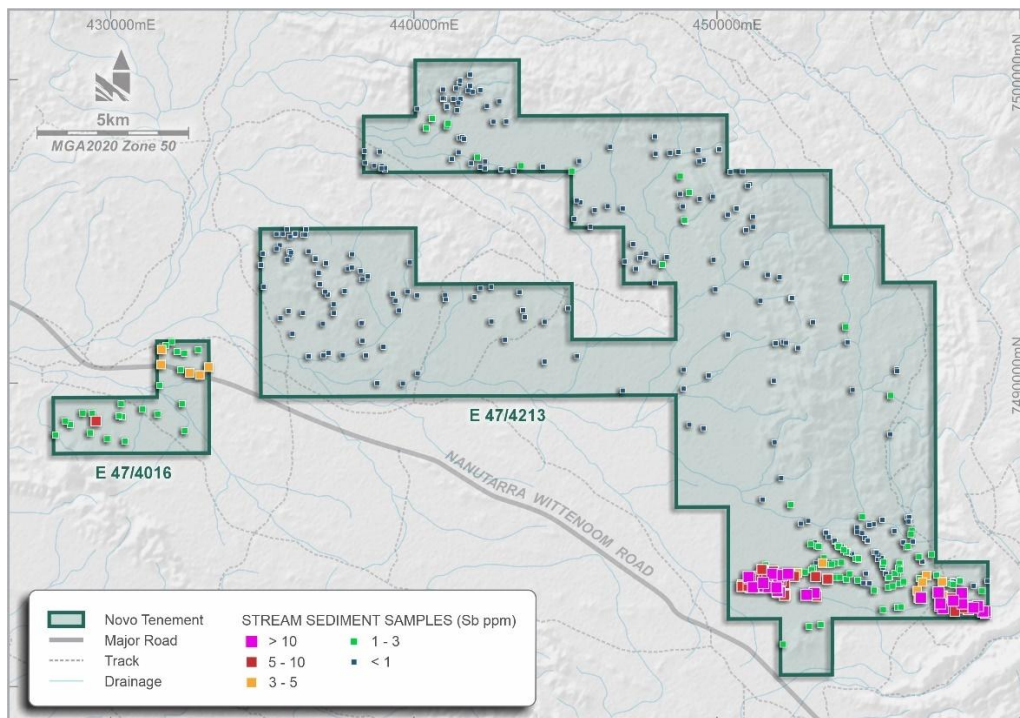 430000mE
440000mE
450000mE
7500000mN
5km
MGA2020 Zone 50
7490000mN
E 47/4213
E 47/4016
NANUTARRA WITTENOOM ROAD
Novo Tenement
Major Road
Track
Drainage
STREAM SEDIMENT SAMPLES (Sb ppm)
> 10
5 - 10
3 - 5
1 - 3
< 1